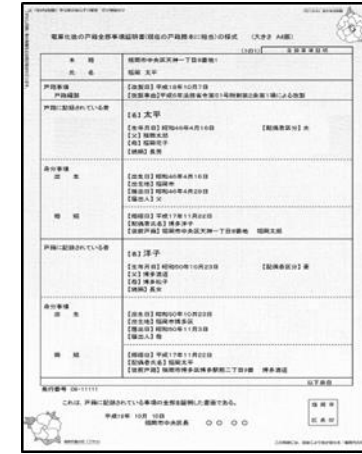 電算化後の戸籍全部事項証明書(現在の戸籍謄本に相当)の様式 (大きさ A4版)
(1の1) 全部事項証明
本 籍 福岡市中央区天神一丁目8番地1
氏 名 福岡 太平
戸籍事項
戸籍編製
【改製日】平成18年10月7日
【改製事由】平成6年法務省令第51号附則第2条第1項による改製
戸籍に記録されている者
【名】太平
【生年月日】昭和46年4月16日 【配偶者区分】夫
【父】福岡太郎
【母】福岡花子
【続柄】長男
身分事項
出 生
【出生日】昭和46年4月16日
【出生地】福岡市
【届出日】昭和46年4月29日
【届出人】父
婚 姻
【婚姻日】平成17年11月22日
【配偶者氏名】博多洋子
【従前戸籍】福岡市中央区天神一丁目8番地 福岡太郎
戸籍に記録されている者
【名】洋子
【生年月日】昭和50年10月23日 【配偶者区分】妻
【父】博多港造
【母】博多松子
【続柄】長女
身分事項
出 生
【出生日】昭和50年10月23日
【出生地】福岡市博多区
【届出日】昭和50年11月3日
【届出人】母
婚 姻
【婚姻日】平成17年11月22日
【配偶者氏名】福岡太平
【従前戸籍】福岡市博多区博多駅前二丁目9番 博多港造
以下余白
発行番号 06-11111
これは、戸籍に記録されている事項の全部を証明した書面である。
平成18年 10月 10日
福岡市中央区長 ○ ○ ○ ○
福岡市
区長印